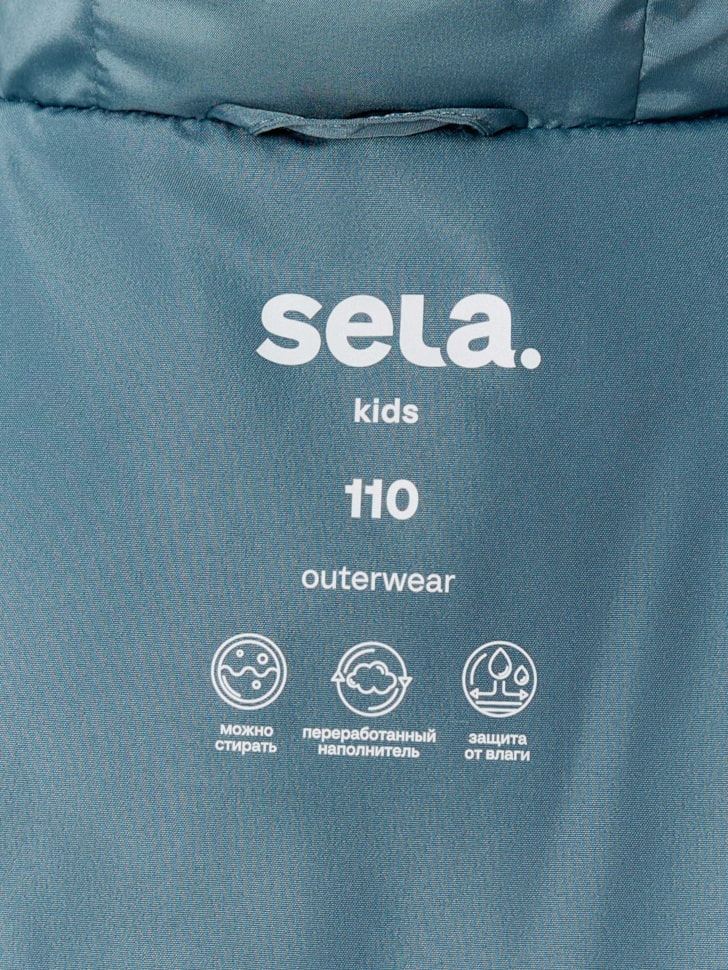 sela.
kids
110
outerwear
можно
стирать
переработанный
наполнитель
защита
от влаги